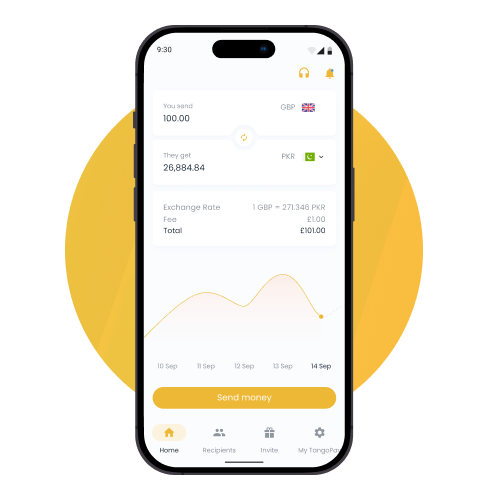 9:30
You send
GBP
100.00
They get
PKR
26,884.84
Exchange Rate 1 GBP = 271.346 PKR
Fee £1.00
Total £101.00
10 Sep 11 Sep 12 Sep 13 Sep 14 Sep
Send money
Home Recipients Invite My TangoPay